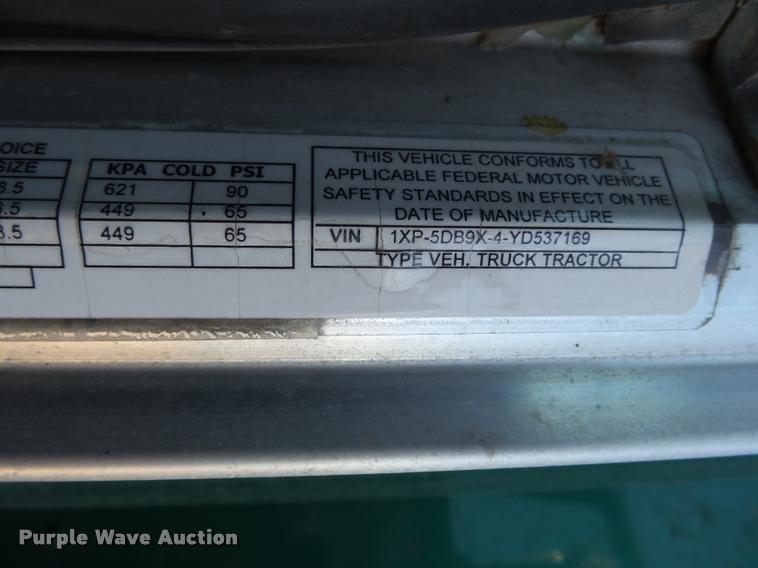 OICE
SIZE
8.5
8.5
8.5
KPA COLD PSI
621 90
449 65
449 65
THIS VEHICLE CONFORMS TO ALL
APPLICABLE FEDERAL MOTOR VEHICLE
SAFETY STANDARDS IN EFFECT ON THE
DATE OF MANUFACTURE
VIN 1XP-5DB9X-4-YD537169
TYPE VEH. TRUCK TRACTOR
Purple Wave Auction